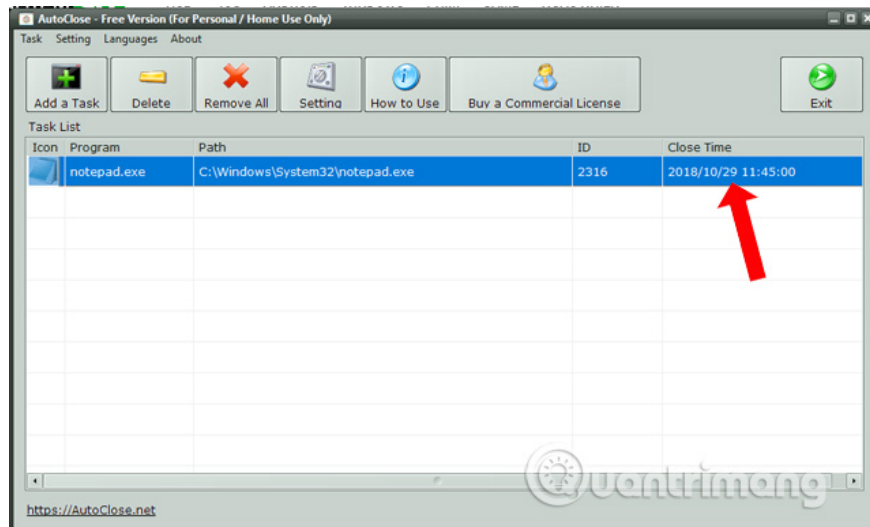 AutoClose - Free Version (For Personal / Home Use Only)
Task Setting Languages About
Add a Task Delete Remove All Setting How to Use Buy a Commercial License Exit
Task List
Icon Program Path ID Close Time
notepad.exe C:\Windows\System32\notepad.exe 2316 2018/10/29 11:45:00
Quantrimang
https://AutoClose.net